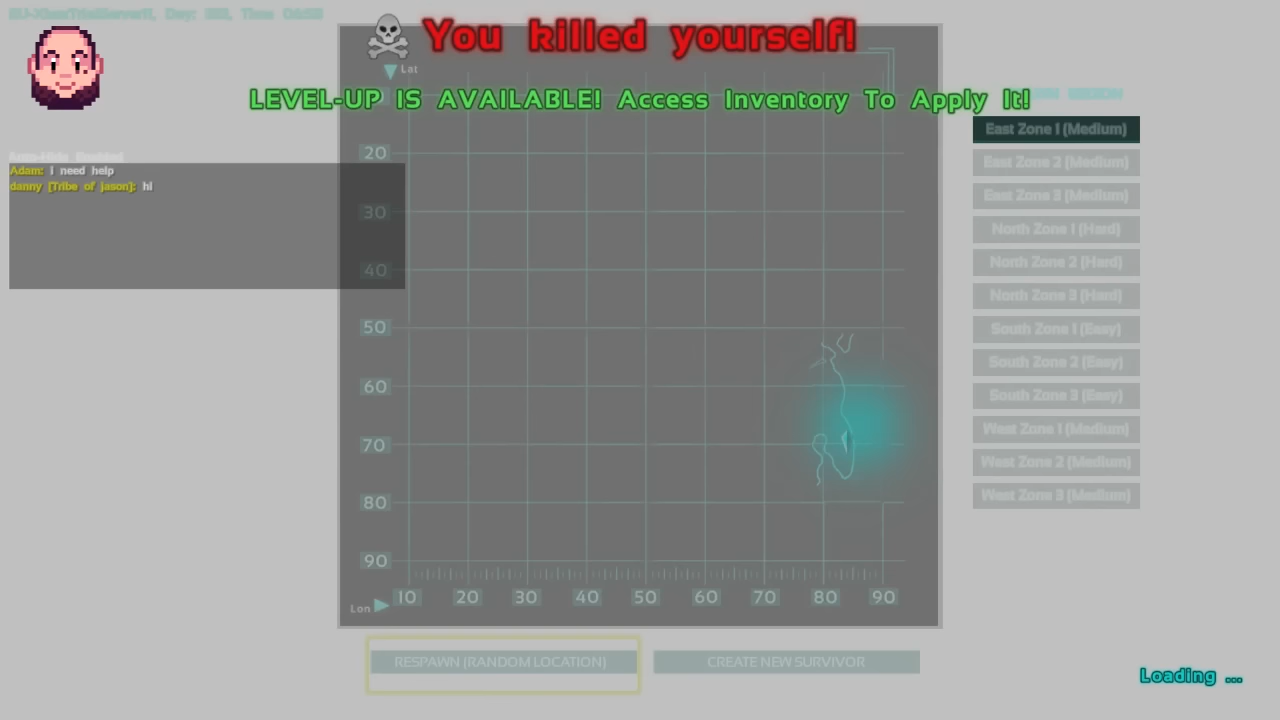 You killed yourself!
Lat
LEVEL-UP IS AVAILABLE! Access Inventory To Apply It!
Adam: i need help
danny [Tribe of jason]: hi
20
30
40
50
60
70
80
90
Lon
10 20 30 40 50 60 70 80 90
East Zone 1 (Medium)
East Zone 2 (Medium)
East Zone 3 (Medium)
North Zone 1 (Hard)
North Zone 2 (Hard)
North Zone 3 (Hard)
South Zone 1 (Easy)
South Zone 2 (Easy)
South Zone 3 (Easy)
West Zone 1 (Medium)
West Zone 2 (Medium)
West Zone 3 (Medium)
RESPAWN (RANDOM LOCATION)
CREATE NEW SURVIVOR
Loading ...